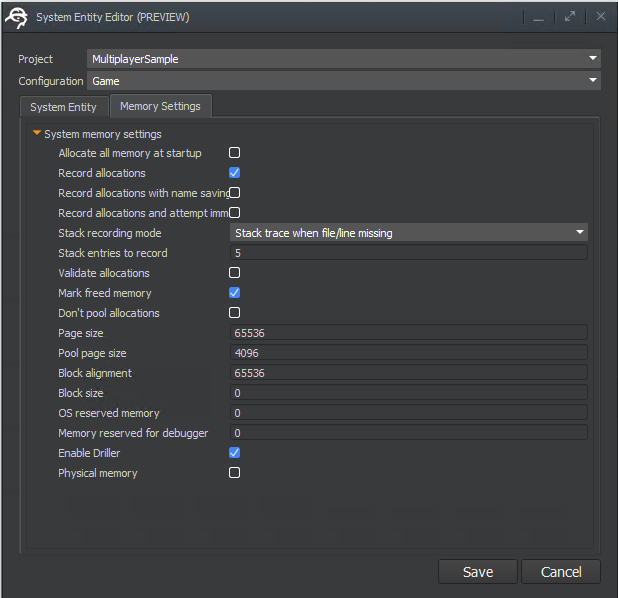 System Entity Editor (PREVIEW)
Project MultiplayerSample
Configuration Game
System Entity Memory Settings
System memory settings
Allocate all memory at startup
Record allocations
Record allocations with name saving
Record allocations and attempt imm
Stack recording mode Stack trace when file/line missing
Stack entries to record 5
Validate allocations
Mark freed memory
Don't pool allocations
Page size 65536
Pool page size 4096
Block alignment 65536
Block size 0
OS reserved memory 0
Memory reserved for debugger 0
Enable Driller
Physical memory
Save Cancel